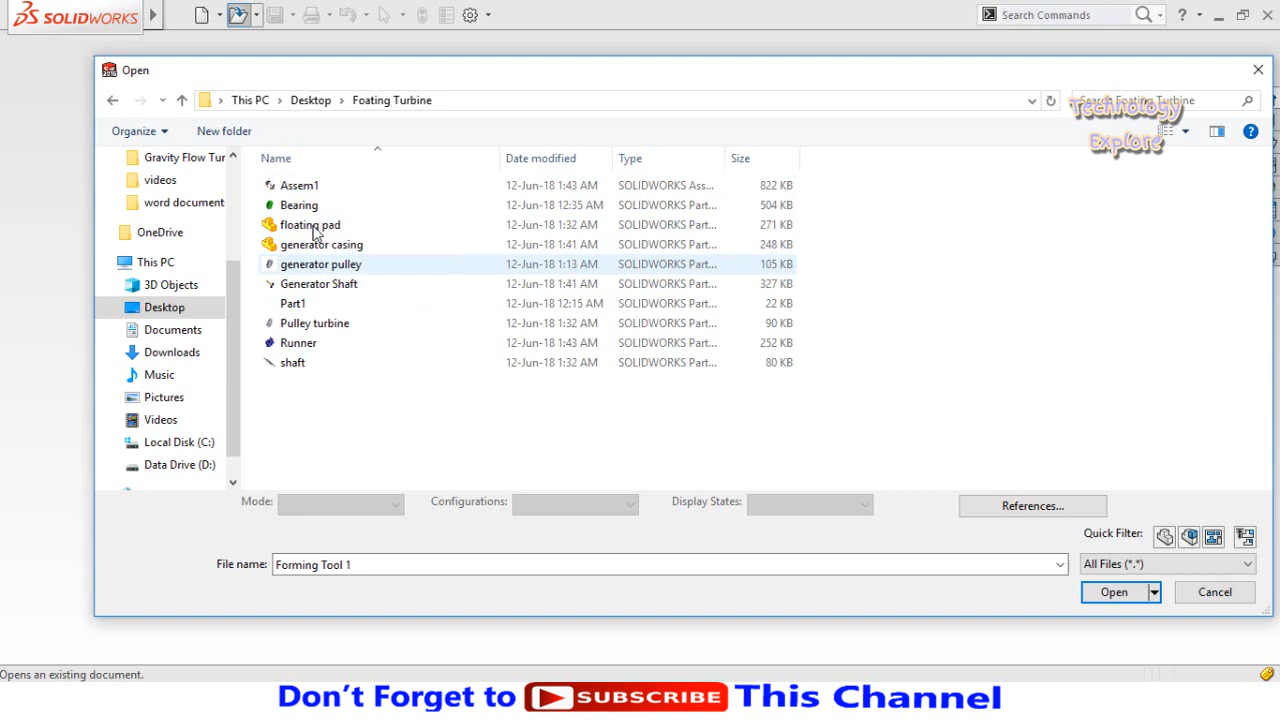 SOLIDWORKS
Search Commands
?
Open
This PC
Desktop
Foating Turbine
Search Foating Turbine
Technology
Explore
Organize
New folder
Name
Date modified
Type
Size
Gravity Flow Tur
videos
word document
OneDrive
This PC
3D Objects
Desktop
Documents
Downloads
Music
Pictures
Videos
Local Disk (C:)
Data Drive (D:)
Assem1 12-Jun-18 1:43 AM SOLIDWORKS Ass... 822 KB
Bearing 12-Jun-18 12:35 AM SOLIDWORKS Part... 504 KB
floating pad 12-Jun-18 1:32 AM SOLIDWORKS Part... 271 KB
generator casing 12-Jun-18 1:41 AM SOLIDWORKS Part... 248 KB
generator pulley 12-Jun-18 1:13 AM SOLIDWORKS Part... 105 KB
Generator Shaft 12-Jun-18 1:41 AM SOLIDWORKS Part... 327 KB
Part1 12-Jun-18 12:15 AM SOLIDWORKS Part... 22 KB
Pulley turbine 12-Jun-18 1:32 AM SOLIDWORKS Part... 90 KB
Runner 12-Jun-18 1:43 AM SOLIDWORKS Part... 252 KB
shaft 12-Jun-18 1:32 AM SOLIDWORKS Part... 80 KB
Mode:
Configurations:
Display States:
References...
Quick Filter:
File name: Forming Tool 1
All Files (*.*)
Open
Cancel
Opens an existing document.
Don't Forget to SUBSCRIBE This Channel